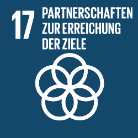 17 PARTNERSCHAFTEN
ZUR ERREICHUNG
DER ZIELE